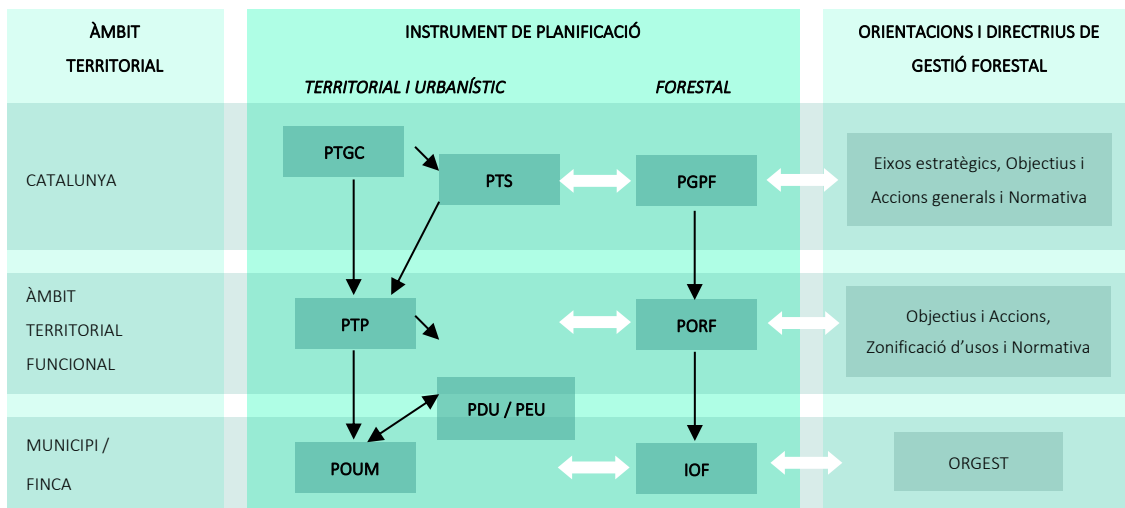 ÀMBIT
TERRITORIAL
INSTRUMENT DE PLANIFICACIÓ
TERRITORIAL I URBANÍSTIC
FORESTAL
ORIENTACIONS I DIRECTRIUS DE
GESTIÓ FORESTAL
CATALUNYA
PTGC
PTS
PGPF
Eixos estratègics, Objectius i
Accions generals i Normativa
ÀMBIT
TERRITORIAL
FUNCIONAL
PTP
PORF
Objectius i Accions,
Zonificació d'usos i Normativa
PDU / PEU
MUNICIPI /
FINCA
POUM
IOF
ORGEST